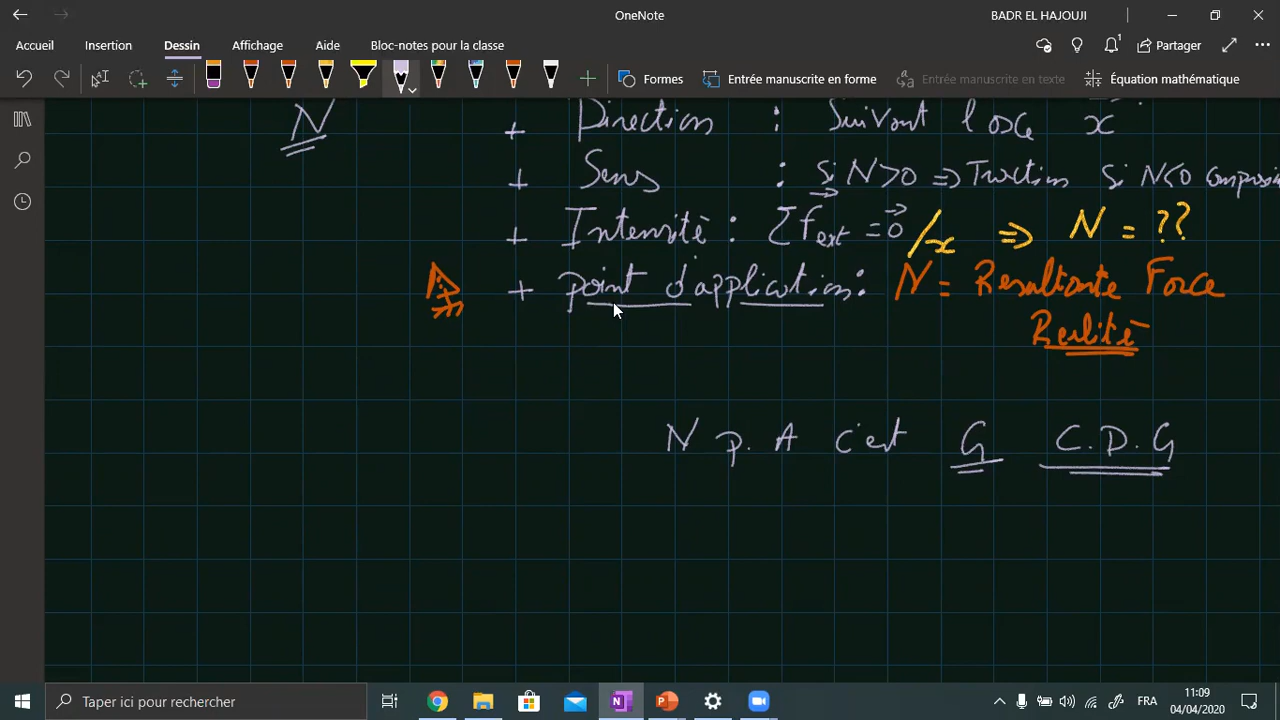 OneNote BADR EL HAJOUJI
Accueil Insertion Dessin Affichage Aide Bloc-notes pour la classe Partager
Formes Entrée manuscrite en forme Entrée manuscrite en texte Équation mathématique
N + Direction : Suivant l'axe x
+ Sens : si N>0 => Traction si N<0 compression
+ Intensité : Σ f ext = 0 /x => N = ??
+ point d'application : N = Resultante Force
Réalité
N p. A c'est G C.D.G
Taper ici pour rechercher FRA 11:09
04/04/2020